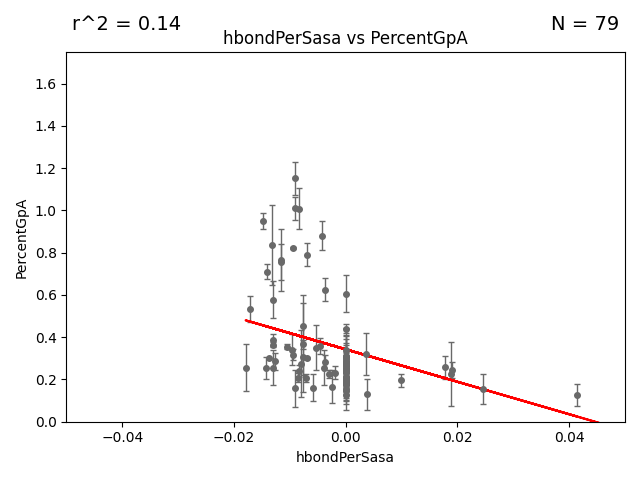 r^2 = 0.14
N = 79
hbondPerSasa vs PercentGpA
PercentGpA
1.6
1.4
1.2
1.0
0.8
0.6
0.4
0.2
0.0
−0.04 −0.02 0.00 0.02 0.04
hbondPerSasa